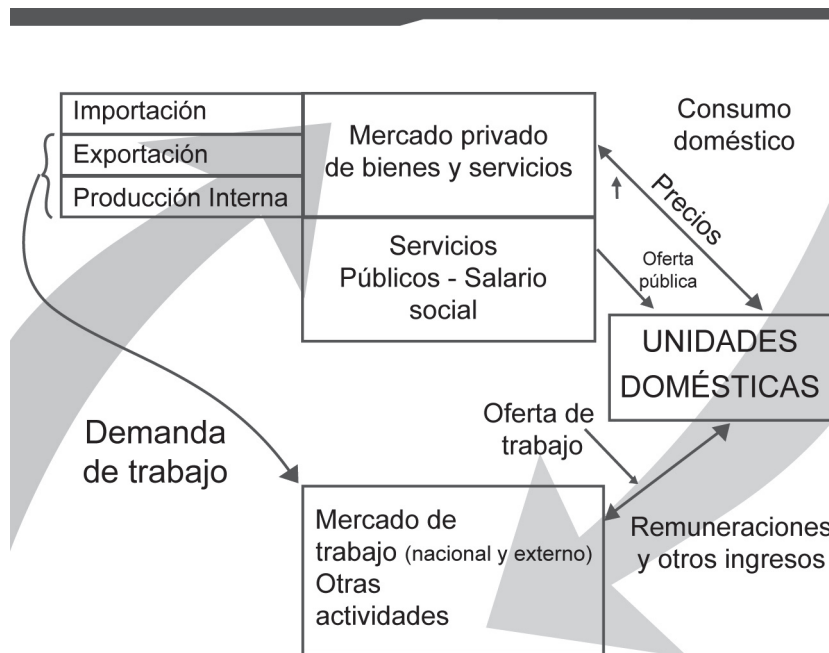 Importación
Exportación
Producción Interna
Mercado privado
de bienes y servicios
Servicios
Públicos - Salario
social
Consumo
doméstico
Precios
Oferta
pública
UNIDADES
DOMÉSTICAS
Oferta de
trabajo
Demanda
de trabajo
Mercado de
trabajo (nacional y externo)
Otras
actividades
Remuneraciones
y otros ingresos